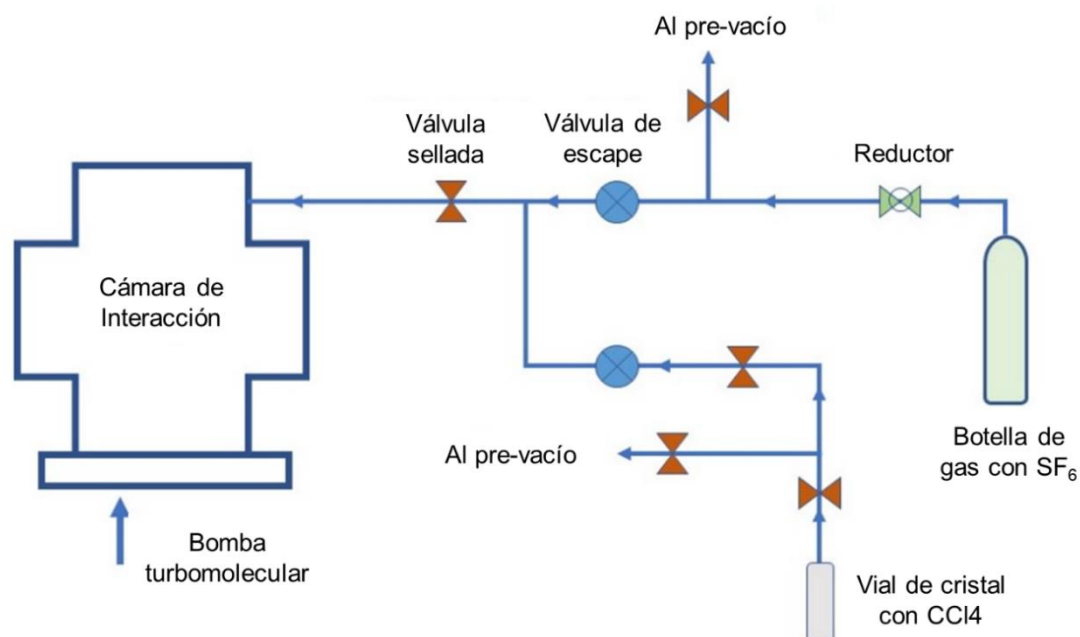 Al pre-vacío
Válvula
sellada
Válvula de
escape
Reductor
Cámara de
Interacción
Al pre-vacío
Botella de
gas con SF₆
Bomba
turbomolecular
Vial de cristal
con CCl4